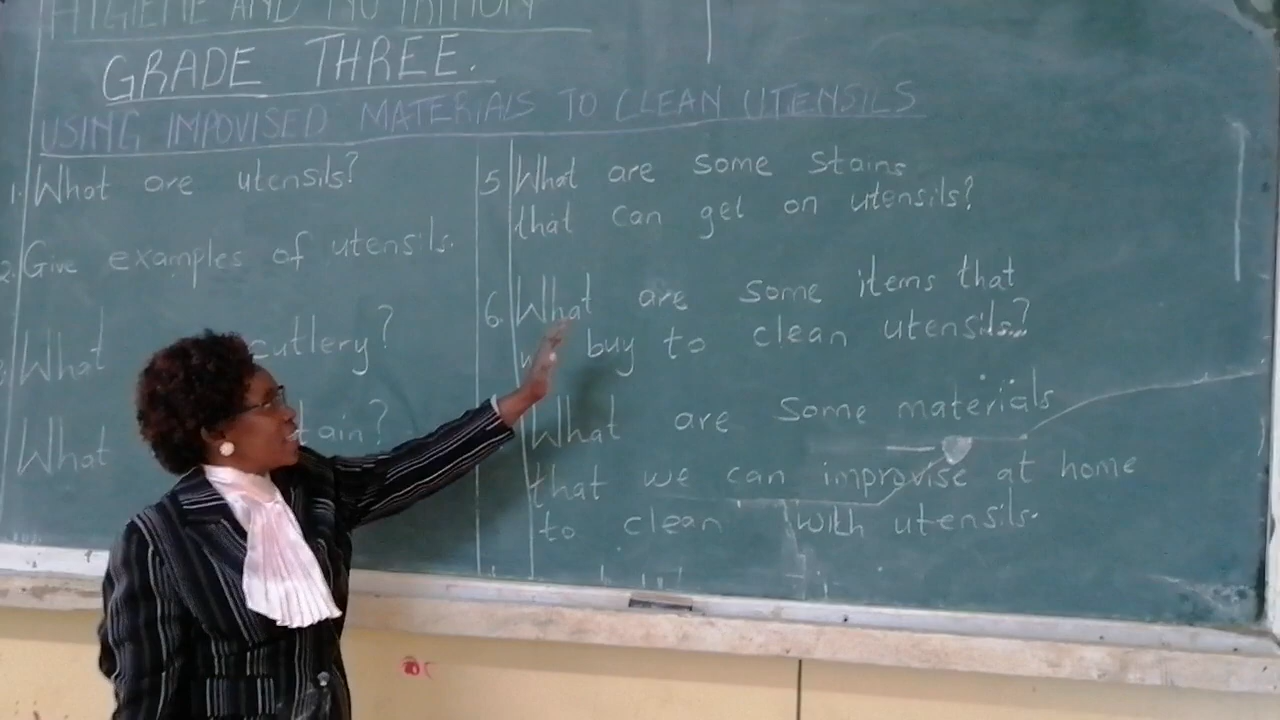 HYGIENE AND NUTRITION
GRADE THREE.
USING IMPOVISED MATERIALS TO CLEAN UTENSILS
1. What are utensils?
2. Give examples of utensils.
What cutlery?
What tain?
5 What are some stains
that can get on utensils?
6. What are some items that
buy to clean utensils?
What are some materials
that we can improvise at home
to clean with utensils.